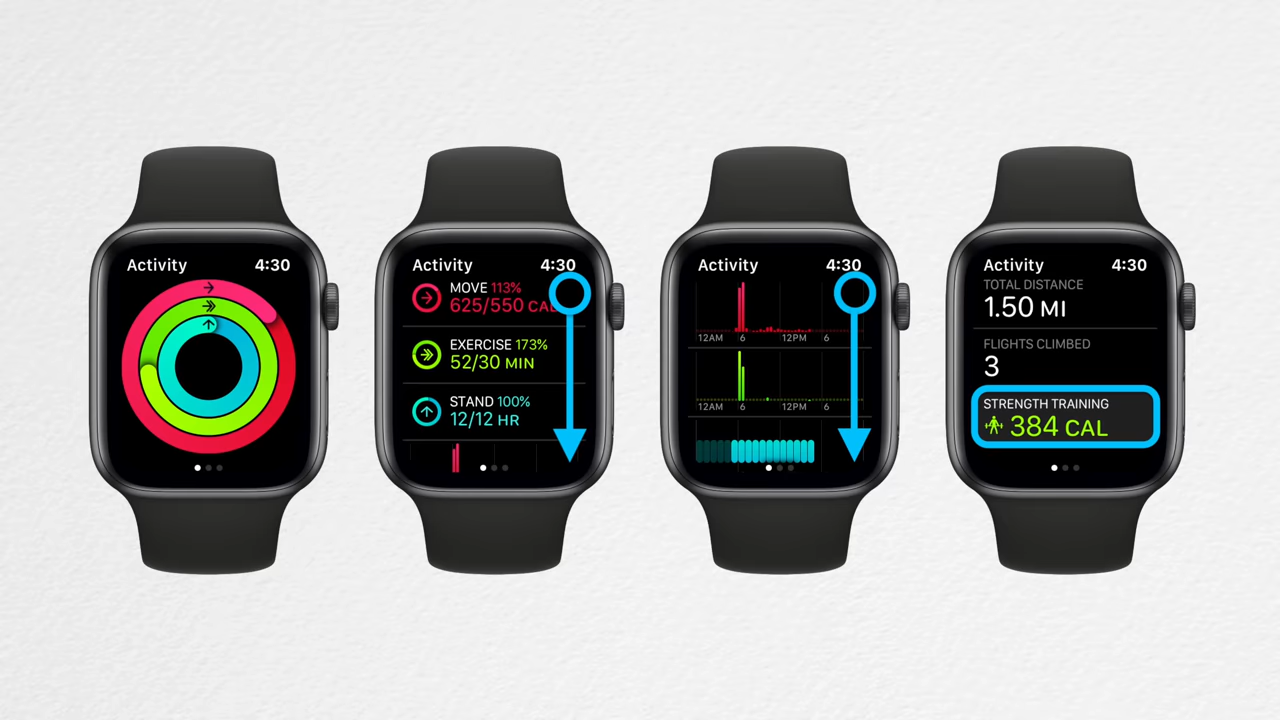 Activity 4:30
Activity 4:30
MOVE 113%
625/550 CAL
EXERCISE 173%
52/30 MIN
STAND 100%
12/12 HR
Activity 4:30
12AM 6 12PM 6
12AM 6 12PM 6
Activity 4:30
TOTAL DISTANCE
1.50 MI
FLIGHTS CLIMBED
3
STRENGTH TRAINING
384 CAL